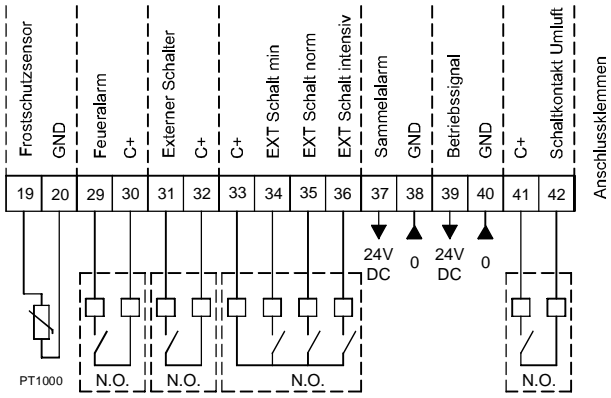 Frostschutzsensor
GND
Feueralarm
C+
Externer Schalter
C+
C+
EXT Schalt min
EXT Schalt norm
EXT Schalt intensiv
Sammelalarm
GND
Betriebssignal
GND
C+
Schaltkontakt Umluft
Anschlussklemmen
19 20 29 30 31 32 33 34 35 36 37 38 39 40 41 42
24V
DC
0
24V
DC
0
PT1000
N.O.
N.O.
N.O.
N.O.